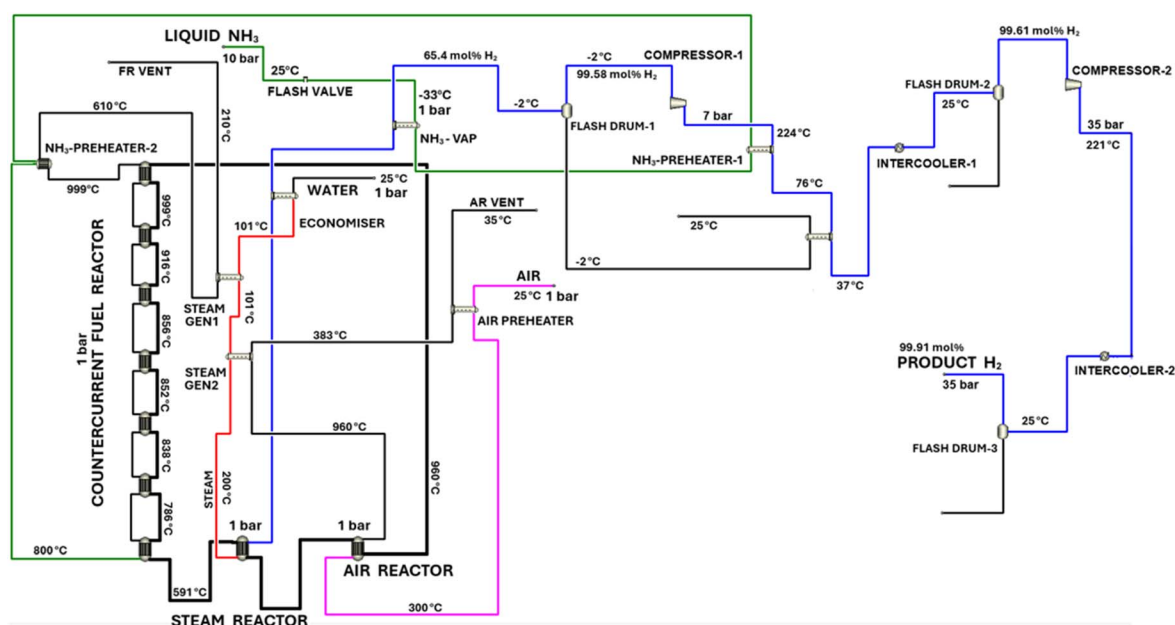 LIQUID NH₃
10 bar
FR VENT
25°C
FLASH VALVE
610°C
210°C
-33°C
1 bar
NH₃-VAP
65.4 mol% H₂
-2°C
-2°C
99.58 mol% H₂
FLASH DRUM-1
COMPRESSOR-1
7 bar
224°C
NH₃-PREHEATER-1
76°C
99.61 mol% H₂
COMPRESSOR-2
FLASH DRUM-2
25°C
INTERCOOLER-1
35 bar
221°C
NH₃-PREHEATER-2
999°C
WATER
25°C
1 bar
ECONOMISER
101°C
AR VENT
35°C
25°C
-2°C
37°C
AIR
25°C 1 bar
AIR PREHEATER
STEAM
GEN1
101°C
383°C
STEAM
GEN2
COUNTERCURRENT FUEL REACTOR
1 bar
999°C
916°C
856°C
852°C
838°C
786°C
99.91 mol%
PRODUCT H₂
35 bar
INTERCOOLER-2
25°C
FLASH DRUM-3
960°C
960°C
STEAM
200°C
1 bar
1 bar
800°C
AIR REACTOR
591°C
300°C
STEAM REACTOR